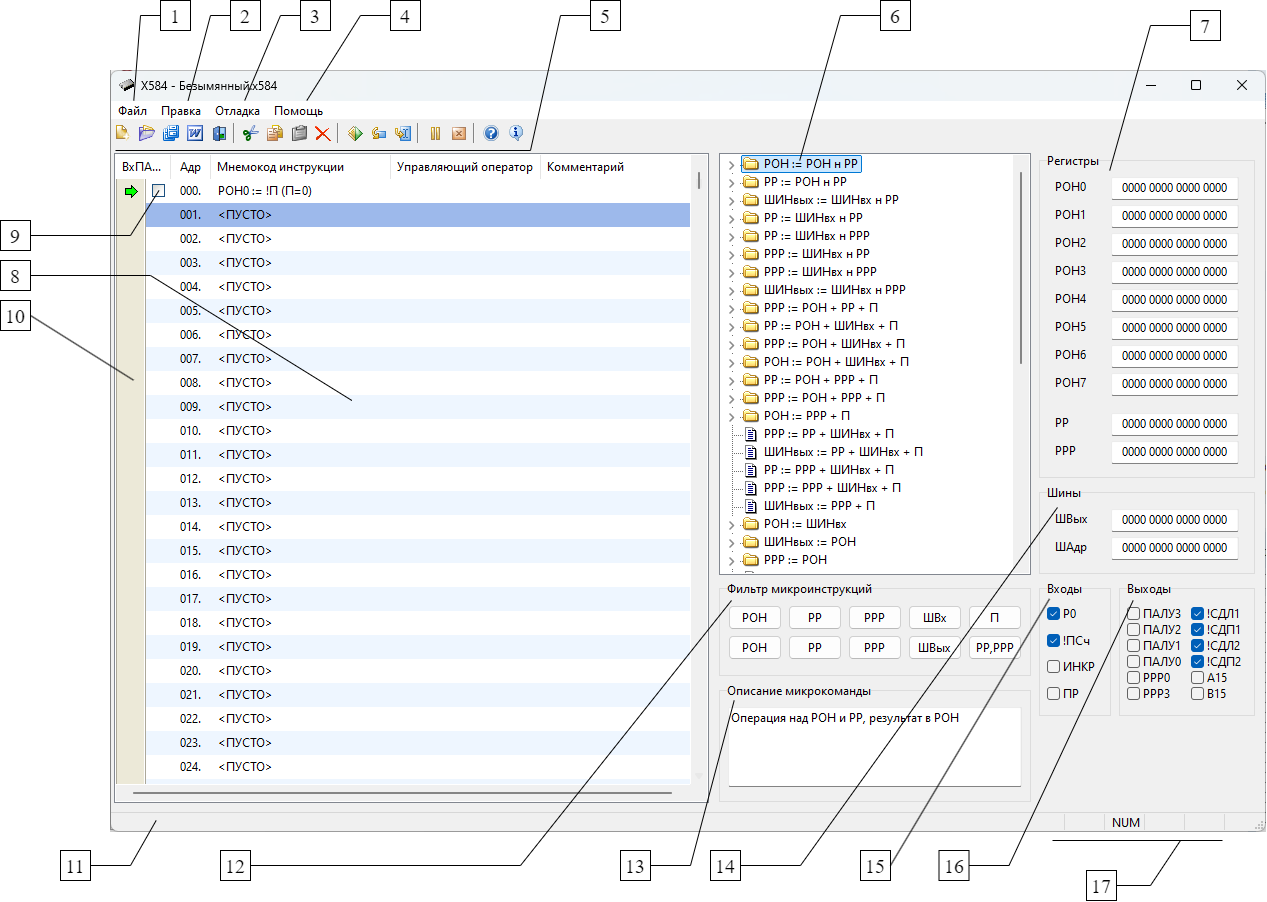 1 2 3 4 5 6 7
X584 - Безымянный.x584
Файл Правка Отладка Помощь
ВхПА... Адр Мнемокод инструкции Управляющий оператор Комментарий
000. РОН0 := !П (П=0)
001. <ПУСТО>
002. <ПУСТО>
003. <ПУСТО>
004. <ПУСТО>
005. <ПУСТО>
006. <ПУСТО>
007. <ПУСТО>
008. <ПУСТО>
009. <ПУСТО>
010. <ПУСТО>
011. <ПУСТО>
012. <ПУСТО>
013. <ПУСТО>
014. <ПУСТО>
015. <ПУСТО>
016. <ПУСТО>
017. <ПУСТО>
018. <ПУСТО>
019. <ПУСТО>
020. <ПУСТО>
021. <ПУСТО>
022. <ПУСТО>
023. <ПУСТО>
024. <ПУСТО>
9
8
10
РОН := РОН н РР
РР := РОН н РР
ШИНвых := ШИНвх н РР
РР := ШИНвх н РР
РР := ШИНвх н РРР
РРР := ШИНвх н РР
РРР := ШИНвх н РРР
ШИНвых := ШИНвх н РРР
РРР := РОН + РР + П
РР := РОН + ШИНвх + П
РРР := РОН + ШИНвх + П
РОН := РОН + ШИНвх + П
РР := РОН + РРР + П
РРР := РОН + РРР + П
РОН := РРР + П
РРР := РР + ШИНвх + П
ШИНвых := РР + ШИНвх + П
РР := РРР + ШИНвх + П
РРР := РРР + ШИНвх + П
ШИНвых := РРР + П
РОН := ШИНвх
ШИНвых := РОН
РРР := РОН
Фильтр микроинструкций
РОН РР РРР ШВх П
РОН РР РРР ШВых РР,РРР
Описание микрокоманды
Операция над РОН и РР, результат в РОН
Регистры
РОН0 0000 0000 0000 0000
РОН1 0000 0000 0000 0000
РОН2 0000 0000 0000 0000
РОН3 0000 0000 0000 0000
РОН4 0000 0000 0000 0000
РОН5 0000 0000 0000 0000
РОН6 0000 0000 0000 0000
РОН7 0000 0000 0000 0000
РР 0000 0000 0000 0000
РРР 0000 0000 0000 0000
Шины
ШВых 0000 0000 0000 0000
ШАдр 0000 0000 0000 0000
Входы
Р0
!ПСч
ИНКР
ПР
Выходы
ПАЛУ3 !СДЛ1
ПАЛУ2 !СДП1
ПАЛУ1 !СДЛ2
ПАЛУ0 !СДП2
РРР0 А15
РРР3 В15
NUM
11 12 13 14 15 16
17